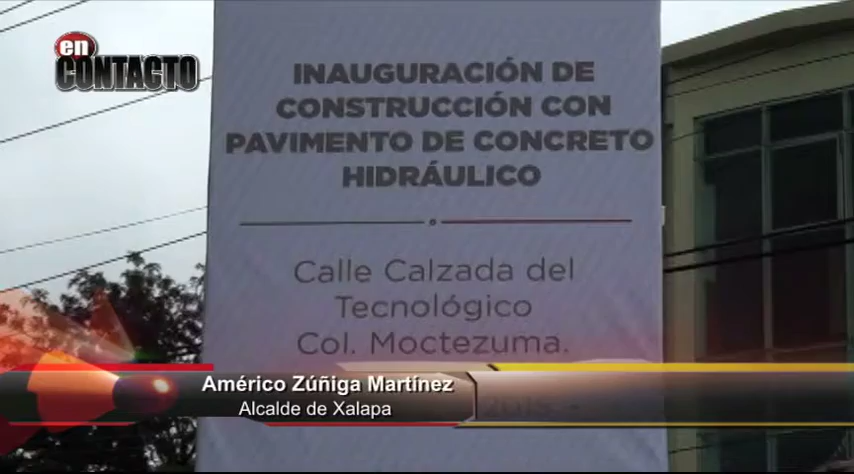 en
CONTACTO
INAUGURACIÓN DE
CONSTRUCCIÓN CON
PAVIMENTO DE CONCRETO
HIDRÁULICO
Calle Calzada del
Tecnológico
Col. Moctezuma.
Américo Zúñiga Martínez
Alcalde de Xalapa